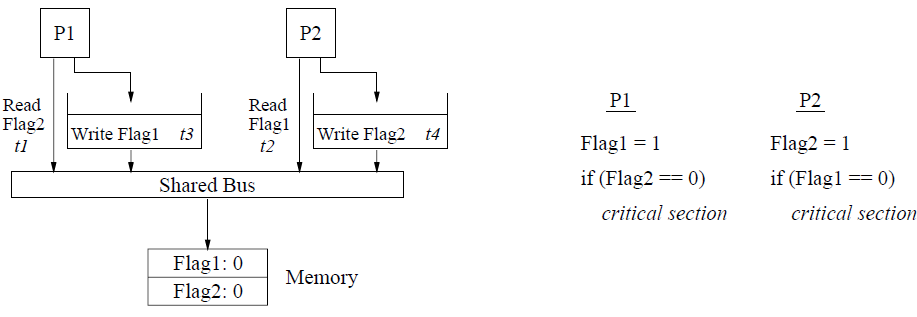 P1
P2
Read
Flag2
t1
Write Flag1 t3
Read
Flag1
t2
Write Flag2 t4
Shared Bus
Flag1: 0
Flag2: 0
Memory
P1
Flag1 = 1
if (Flag2 == 0)
critical section
P2
Flag2 = 1
if (Flag1 == 0)
critical section